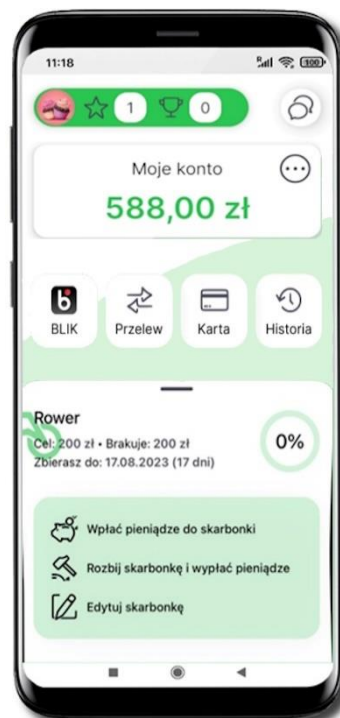 11:18
R
100
1
0
Moje konto
588,00 zł
BLIK
Przelew
Karta
Historia
Rower
Cel: 200 zł • Brakuje: 200 zł
Zbierasz do: 17.08.2023 (17 dni)
0%
Wpłać pieniądze do skarbonki
Rozbij skarbonkę i wypłać pieniądze
Edytuj skarbonkę